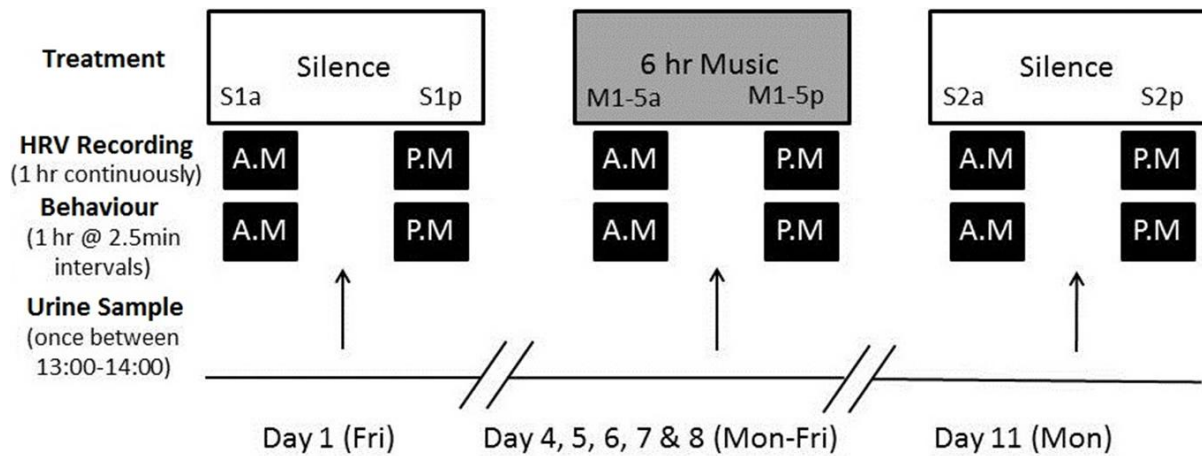 Treatment
Silence
S1a S1p
6 hr Music
M1-5a M1-5p
Silence
S2a S2p
HRV Recording
(1 hr continuously)
A.M P.M A.M P.M A.M P.M
Behaviour
(1 hr @ 2.5min
intervals)
A.M P.M A.M P.M A.M P.M
Urine Sample
(once between
13:00-14:00)
Day 1 (Fri) Day 4, 5, 6, 7 & 8 (Mon-Fri) Day 11 (Mon)